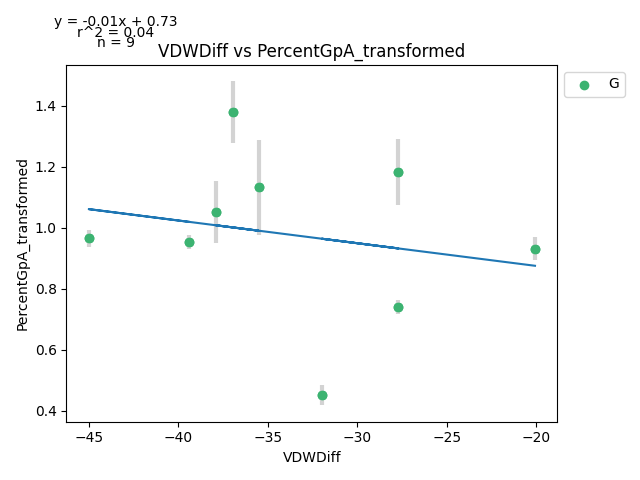 y = -0.01x + 0.73
r^2 = 0.04
n = 9
VDWDiff vs PercentGpA_transformed
G
1.4
1.2
1.0
0.8
0.6
0.4
PercentGpA_transformed
−45
−40
−35
−30
−25
−20
VDWDiff